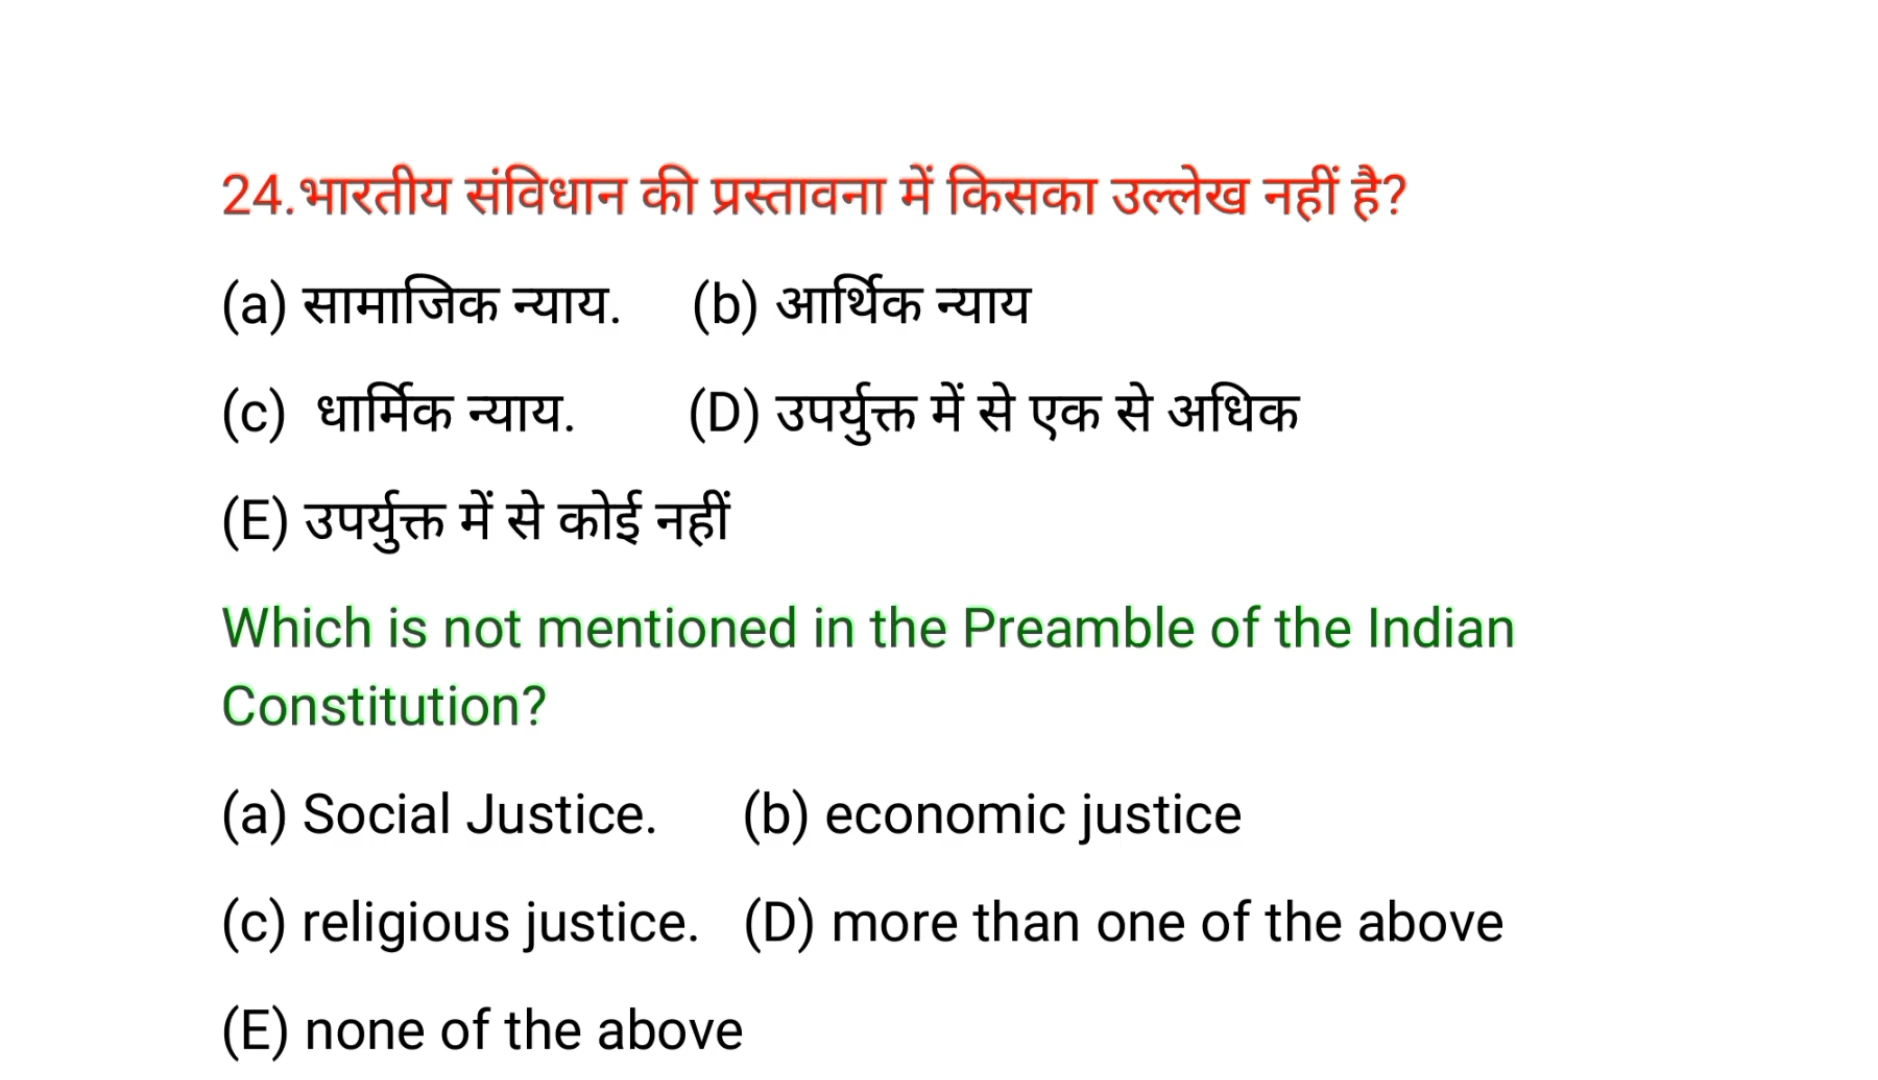 24.भारतीय संविधान की प्रस्तावना में किसका उल्लेख नहीं है?
(a) सामाजिक न्याय. (b) आर्थिक न्याय
(c) धार्मिक न्याय. (D) उपर्युक्त में से एक से अधिक
(E) उपर्युक्त में से कोई नहीं
Which is not mentioned in the Preamble of the Indian
Constitution?
(a) Social Justice. (b) economic justice
(c) religious justice. (D) more than one of the above
(E) none of the above